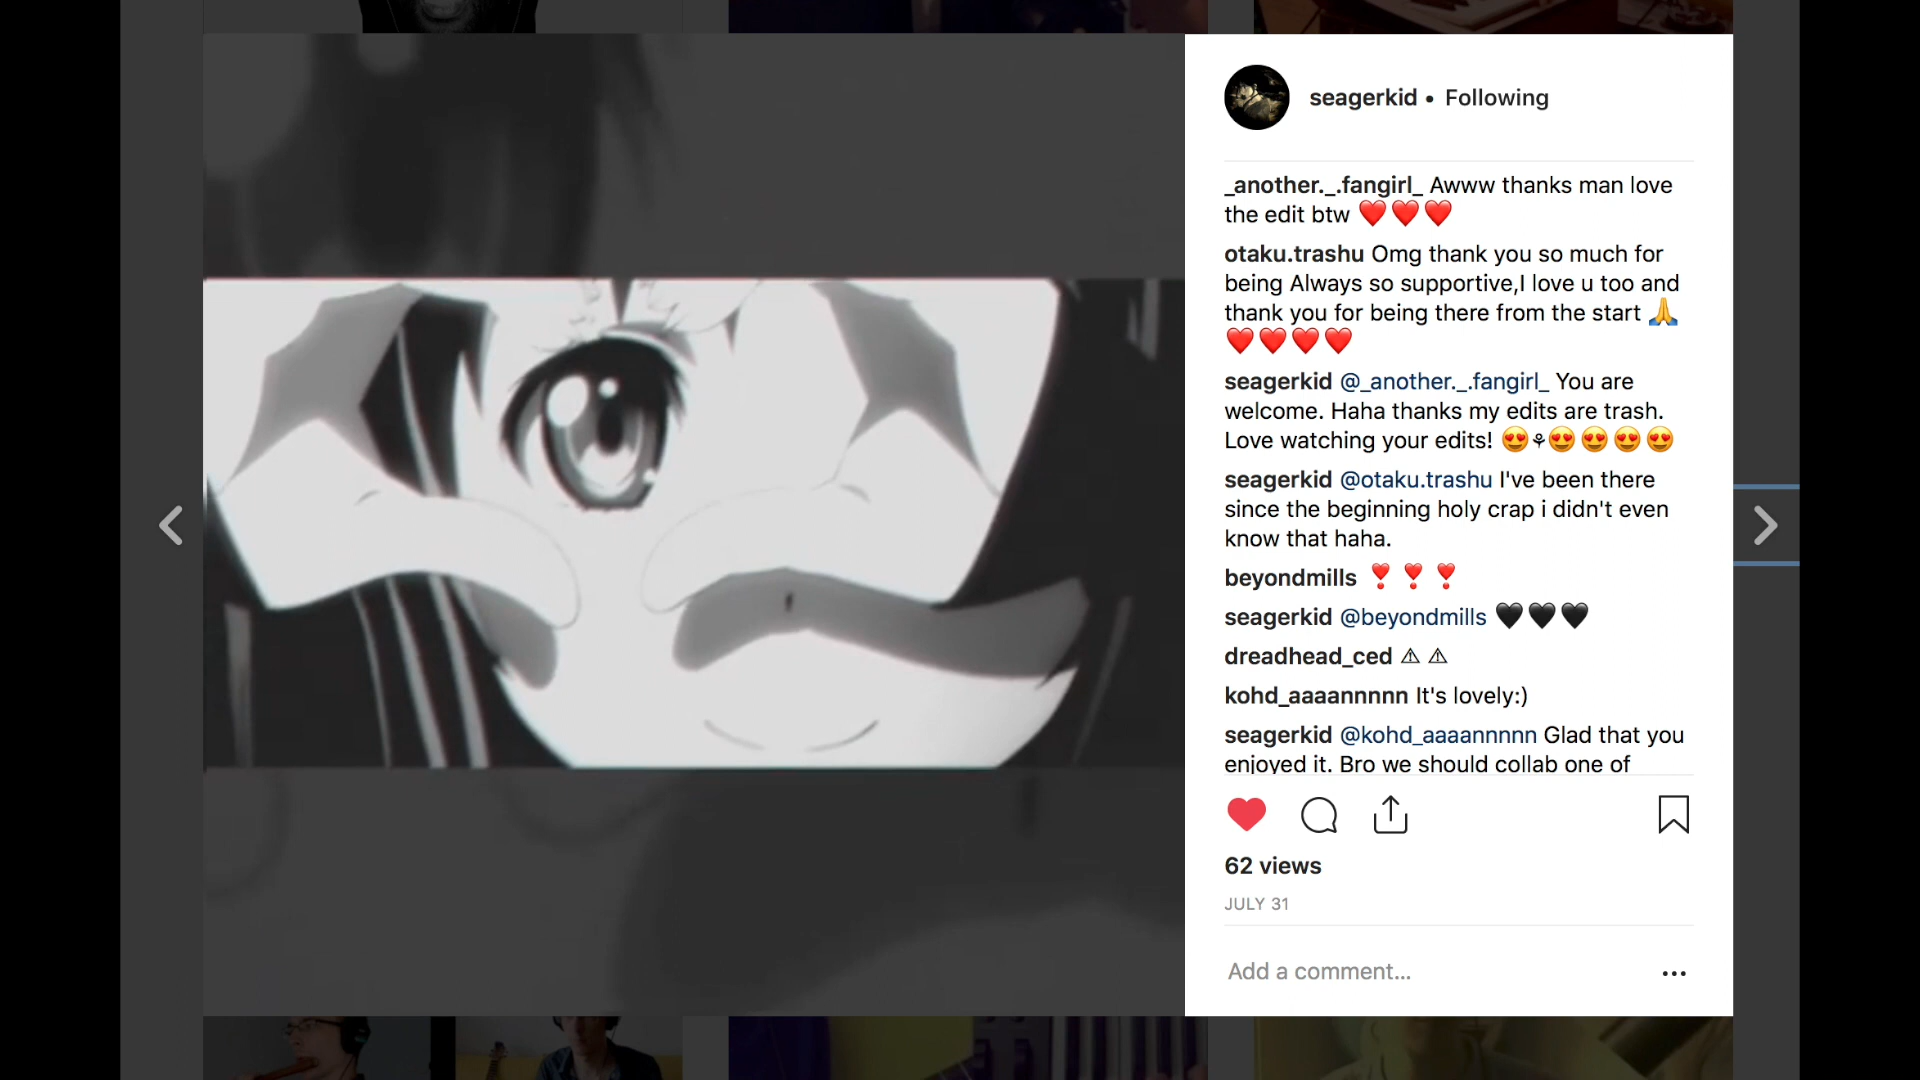 seagerkid • Following
_another._.fangirl_ Awww thanks man love
the edit btw ❤️❤️❤️
otaku.trashu Omg thank you so much for
being Always so supportive,I love u too and
thank you for being there from the start 🙏
❤️❤️❤️❤️
seagerkid @_another._.fangirl_ You are
welcome. Haha thanks my edits are trash.
Love watching your edits! 😍⚘😍😍😍😍
seagerkid @otaku.trashu I've been there
since the beginning holy crap i didn't even
know that haha.
beyondmills ❣️❣️❣️
seagerkid @beyondmills 🖤🖤🖤
dreadhead_ced ⚠⚠
kohd_aaaannnnn It's lovely:)
seagerkid @kohd_aaaannnnn Glad that you
enjoyed it. Bro we should collab one of
62 views
JULY 31
Add a comment...